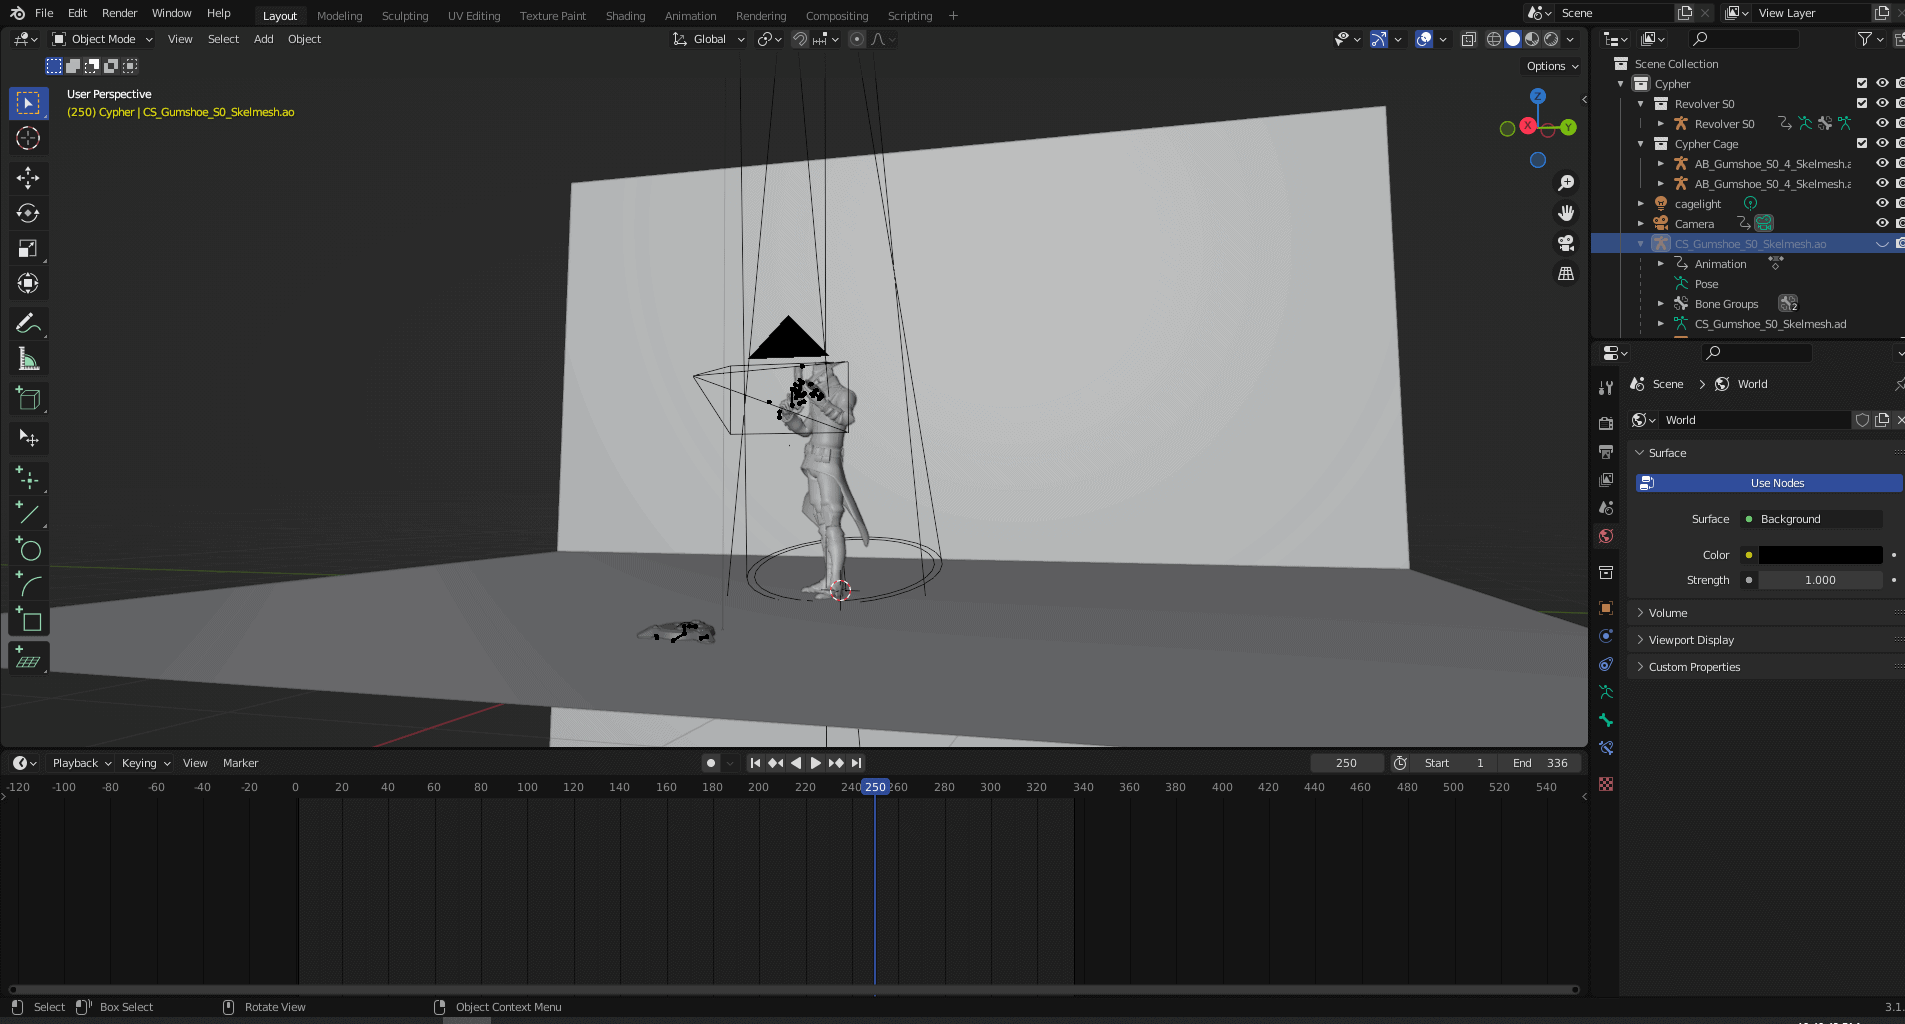 File Edit Render Window Help Layout Modeling Sculpting UV Editing Texture Paint Shading Animation Rendering Compositing Scripting + Scene View Layer
Object Mode View Select Add Object Global
Options
User Perspective
(250) Cypher | CS_Gumshoe_S0_Skelmesh.ao
Z
X
Y
Scene Collection
Cypher
Revolver S0
Revolver S0
Cypher Cage
AB_Gumshoe_S0_4_Skelmesh.a
AB_Gumshoe_S0_4_Skelmesh.a
cagelight
Camera
CS_Gumshoe_S0_Skelmesh.ao
Animation
Pose
Bone Groups 12
CS_Gumshoe_S0_Skelmesh.ad
Scene > World
World
Surface
Use Nodes
Surface Background
Color
Strength 1.000
Volume
Viewport Display
Custom Properties
Playback Keying View Marker 250 Start 1 End 336
-120 -100 -80 -60 -40 -20 0 20 40 60 80 100 120 140 160 180 200 220 240 250 260 280 300 320 340 360 380 400 420 440 460 480 500 520 540
Select Box Select Rotate View Object Context Menu 3.1.